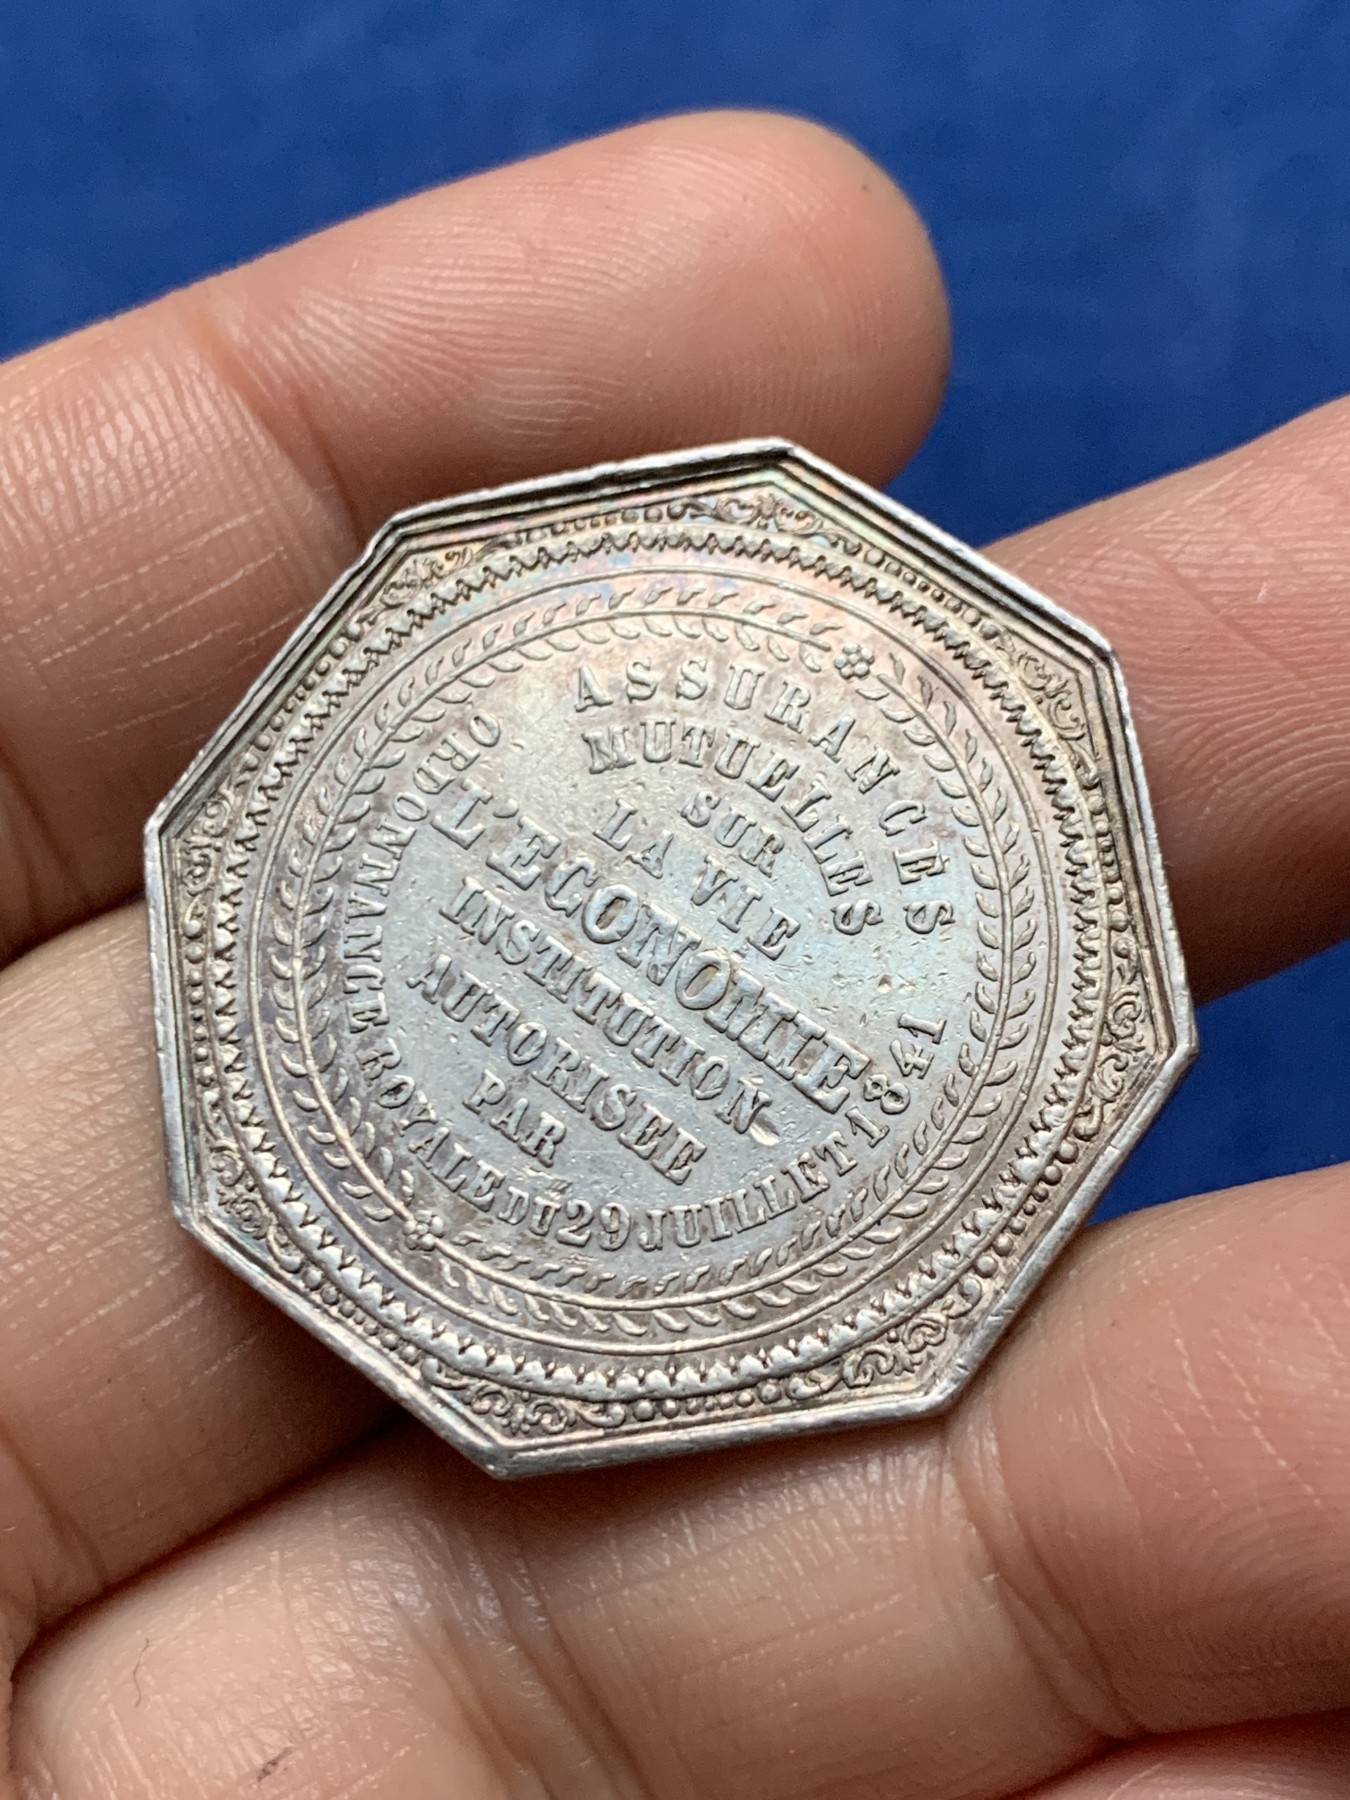 ASSURANCES
MUTUELLES
SUR
LA VIE
L'ECONOMIE
INSTITUTION
AUTORISEE
PAR
ORDONNANCE ROYALE DU 29 JUILLET 1841